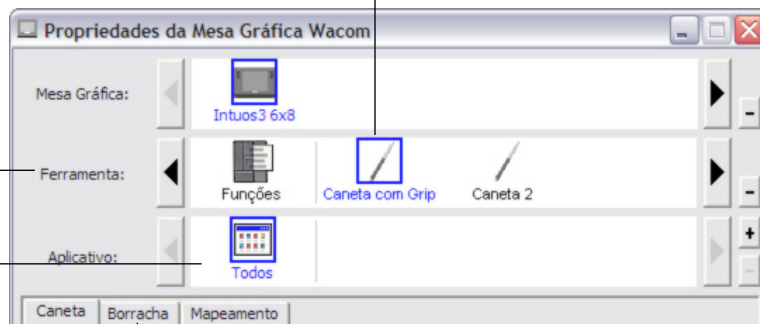 Propriedades da Mesa Gráfica Wacom
Mesa Gráfica:
Intuos3 6x8
Ferramenta:
Funções
Caneta com Grip
Caneta 2
Aplicativo:
Todos
Caneta Borracha Mapeamento